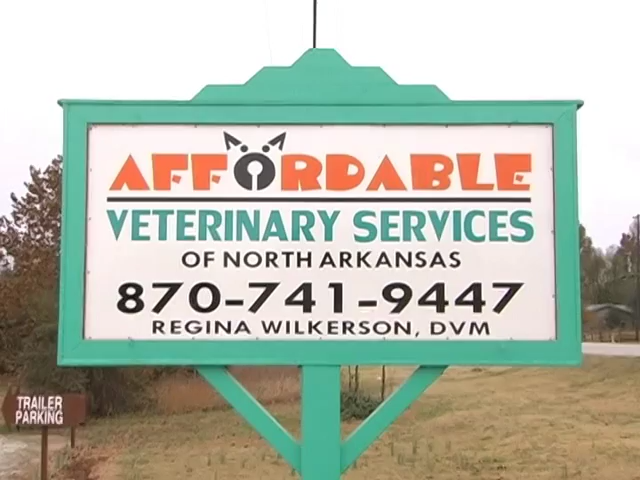 AFFORDABLE
VETERINARY SERVICES
OF NORTH ARKANSAS
870-741-9447
REGINA WILKERSON, DVM
TRAILER
PARKING